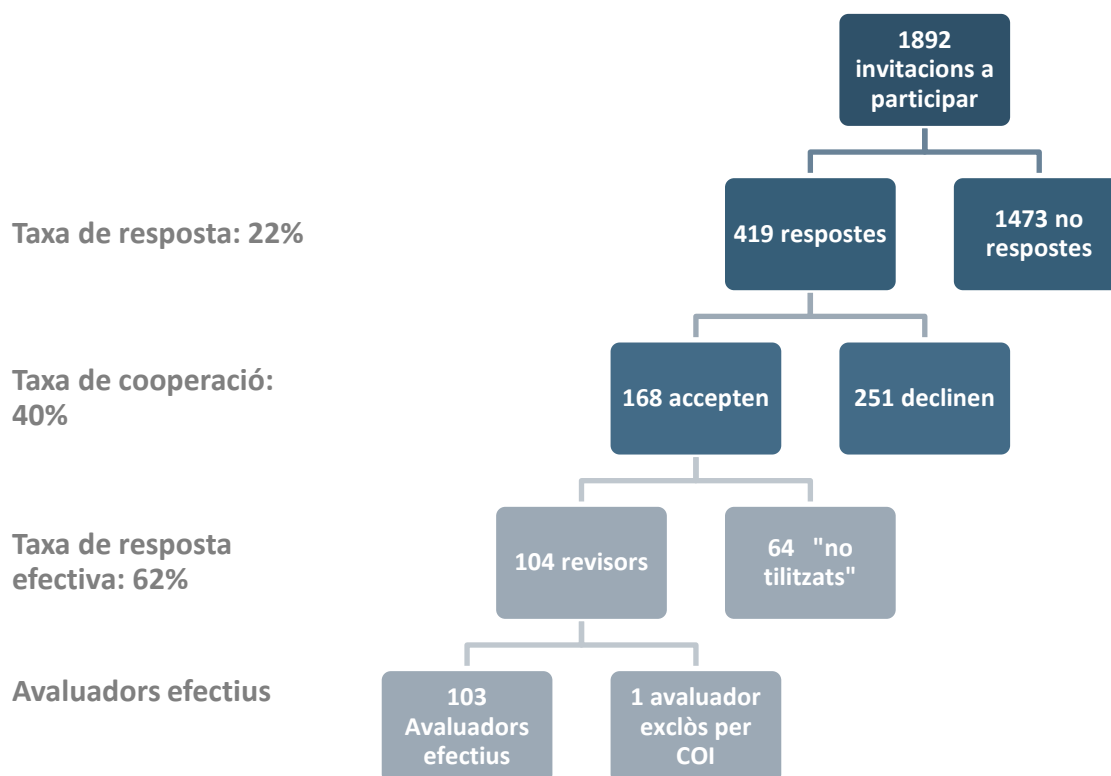 1892
invitacions a
participar
Taxa de resposta: 22%
419 respostes
1473 no
respostes
Taxa de cooperació:
40%
168 accepten
251 declinen
Taxa de resposta
efectiva: 62%
104 revisors
64 "no
tilitzats"
Avaluadors efectius
103
Avaluadors
efectius
1 avaluador
exclòs per
COI